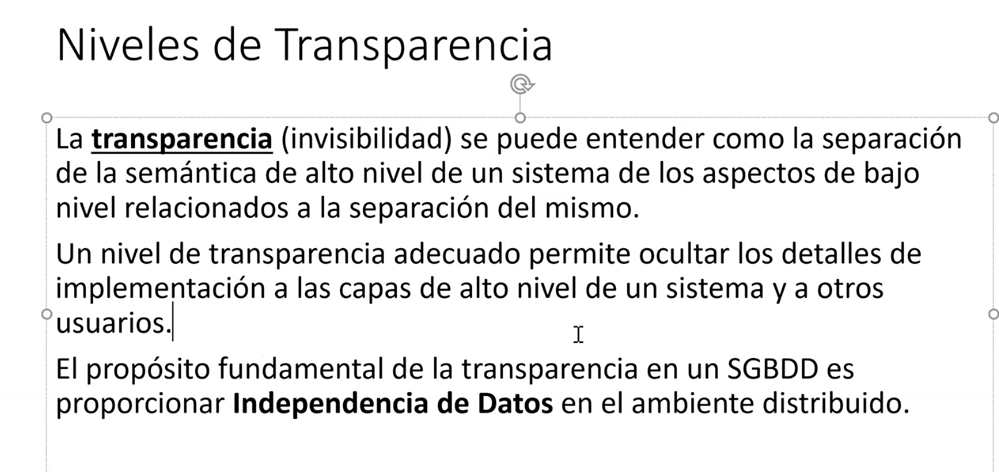 Niveles de Transparencia
La transparencia (invisibilidad) se puede entender como la separación
de la semántica de alto nivel de un sistema de los aspectos de bajo
nivel relacionados a la separación del mismo.
Un nivel de transparencia adecuado permite ocultar los detalles de
implementación a las capas de alto nivel de un sistema y a otros
usuarios.
El propósito fundamental de la transparencia en un SGBDD es
proporcionar Independencia de Datos en el ambiente distribuido.